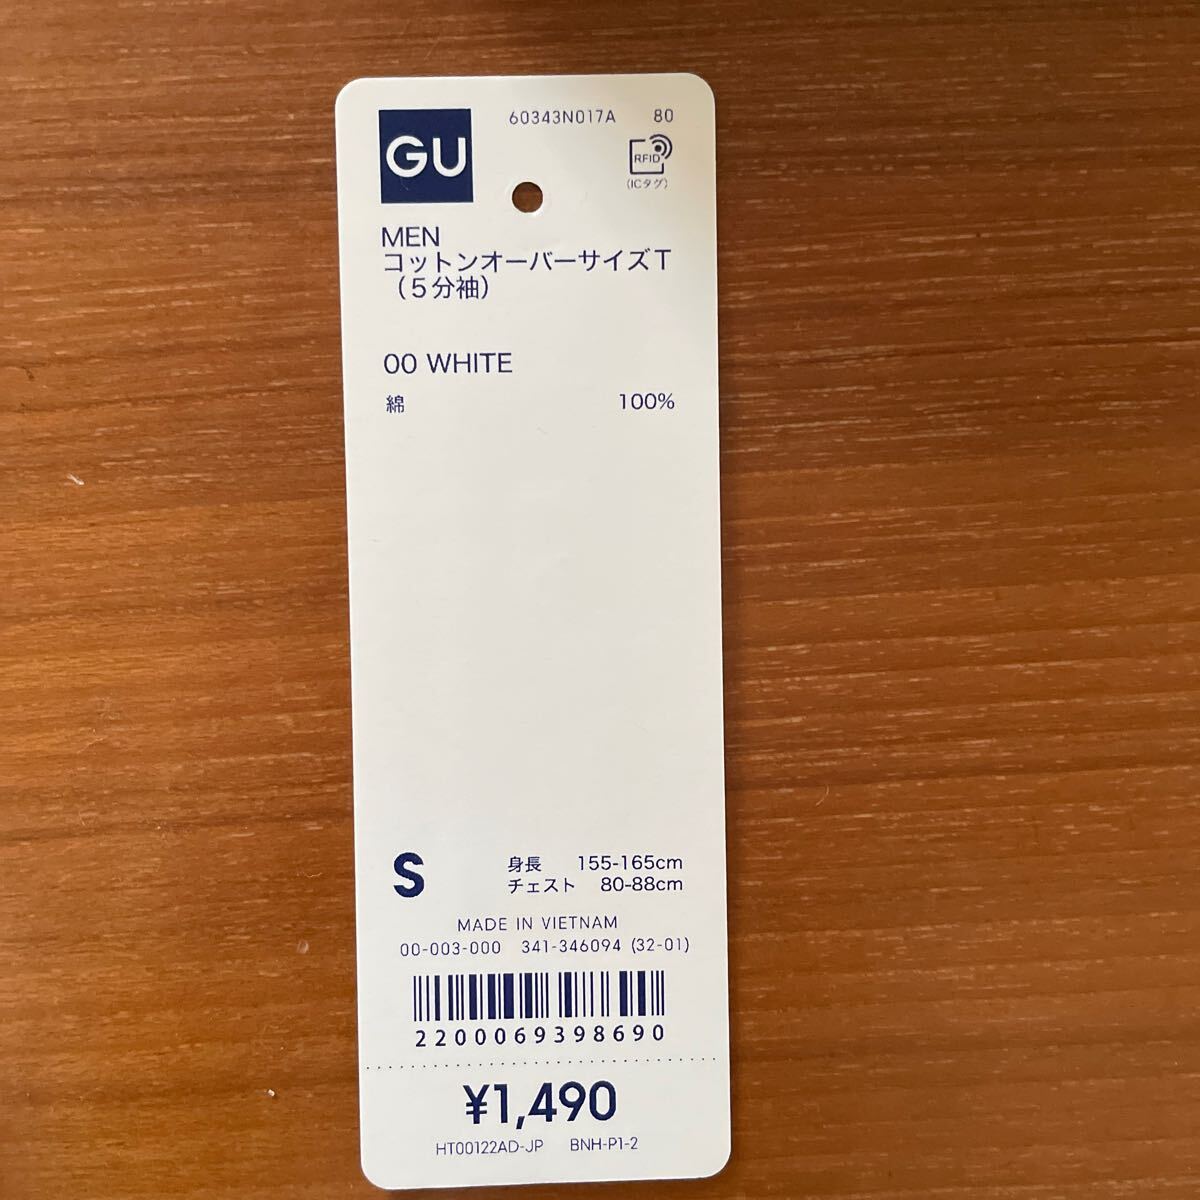 GU
60343N017A 80
RFID
(ICタグ)
MEN
コットンオーバーサイズT
（5分袖）
00 WHITE
綿 100%
S
身長 155-165cm
チェスト 80-88cm
MADE IN VIETNAM
00-003-000 341-346094 (32-01)
2200069398690
¥1,490
HT00122AD-JP BNH-P1-2